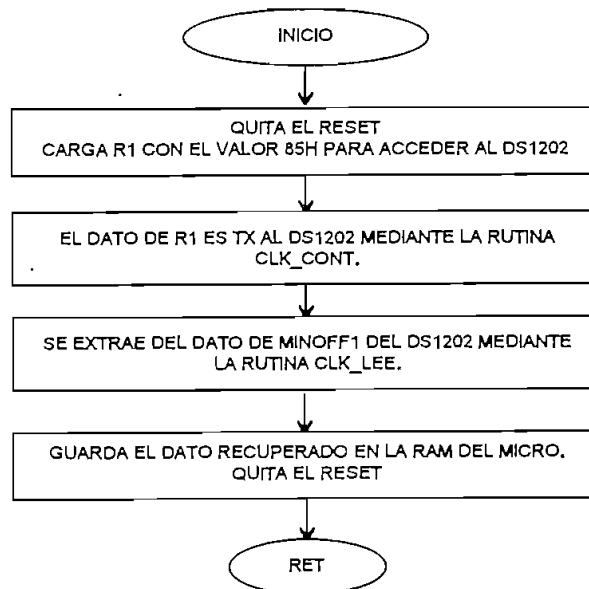 INICIO
QUITA EL RESET
CARGA R1 CON EL VALOR 85H PARA ACCEDER AL DS1202
EL DATO DE R1 ES TX AL DS1202 MEDIANTE LA RUTINA
CLK_CONT.
SE EXTRAE DEL DATO DE MINOFF1 DEL DS1202 MEDIANTE
LA RUTINA CLK_LEE.
GUARDA EL DATO RECUPERADO EN LA RAM DEL MICRO.
QUITA EL RESET
RET